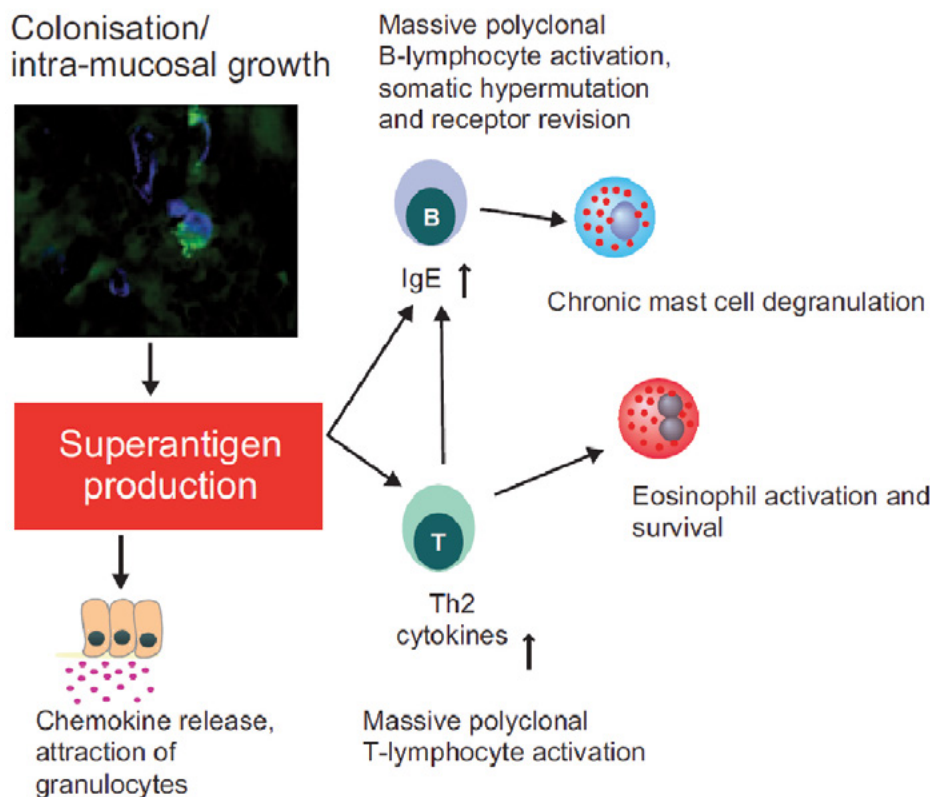 Colonisation/
intra-mucosal growth
Massive polyclonal
B-lymphocyte activation,
somatic hypermutation
and receptor revision
B
IgE ↑
Chronic mast cell degranulation
Superantigen
production
Eosinophil activation and
survival
T
Th2
cytokines ↑
Chemokine release,
attraction of
granulocytes
Massive polyclonal
T-lymphocyte activation